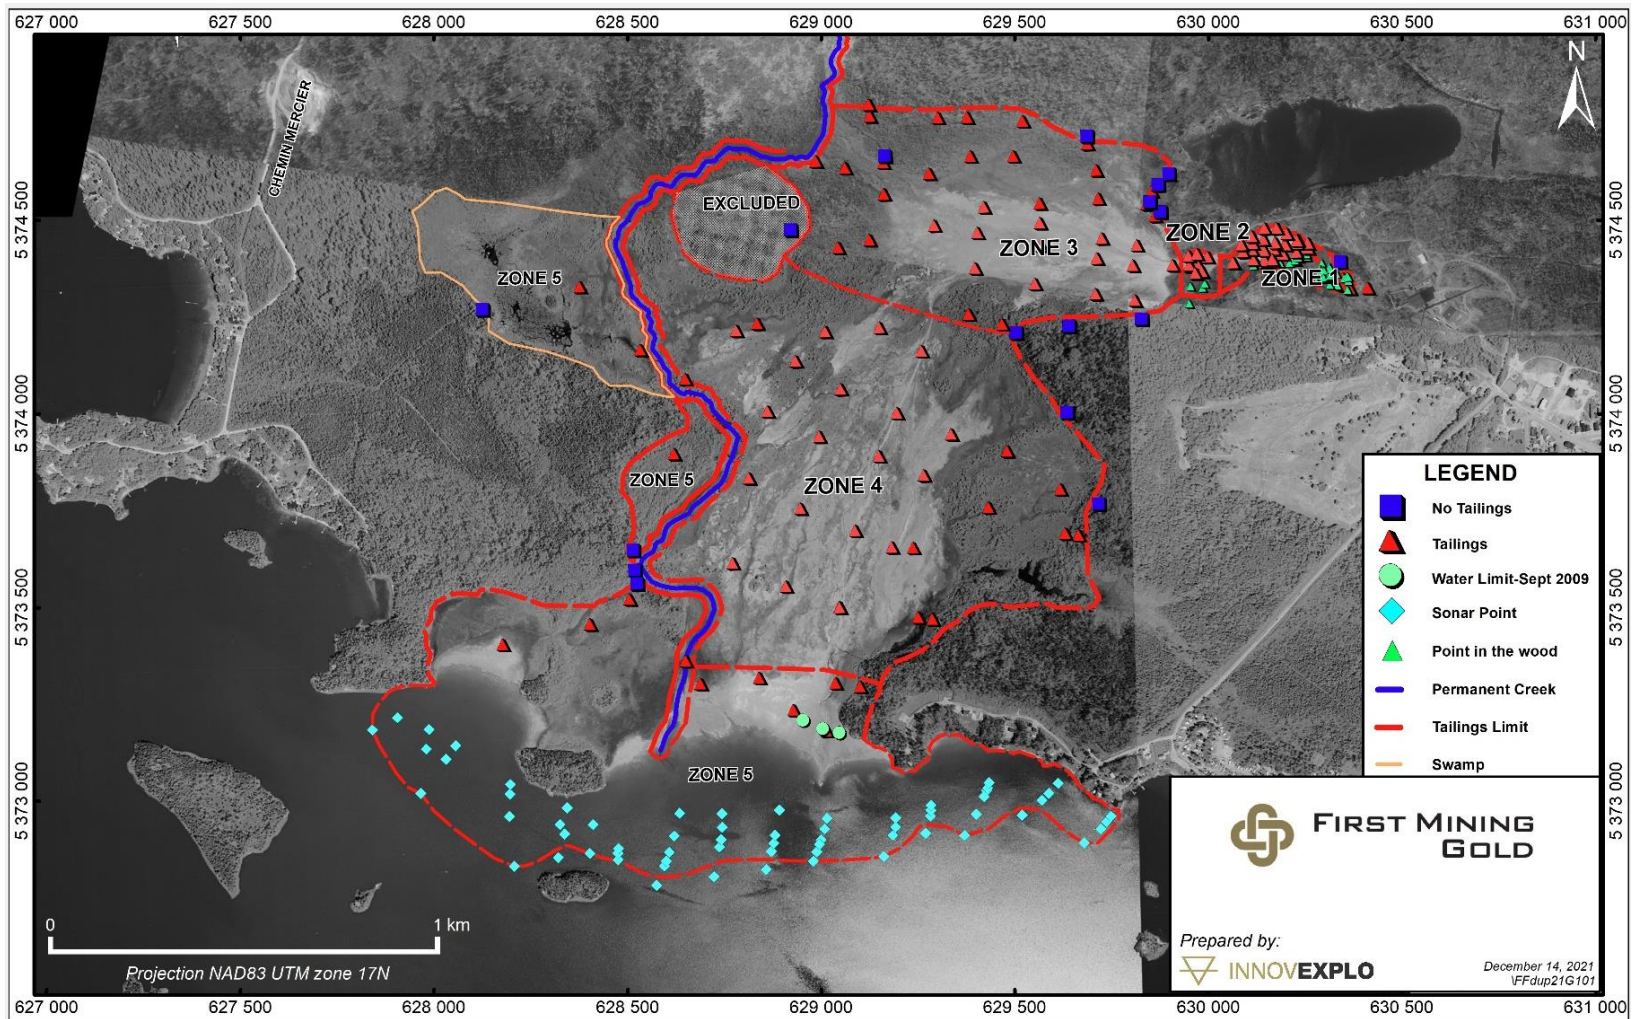 627 000 627 500 628 000 628 500 629 000 629 500 630 000 630 500 631 000
N
CHEMIN MERCIER
5 374 500
5 374 500
EXCLUDED
ZONE 2
ZONE 3
ZONE 1
ZONE 5
5 374 000
5 374 000
ZONE 5
ZONE 4
LEGEND
No Tailings
Tailings
Water Limit-Sept 2009
Sonar Point
Point in the wood
Permanent Creek
Tailings Limit
Swamp
5 373 500
5 373 500
ZONE 5
5 373 000
5 373 000
FIRST MINING
GOLD
0 1 km
Projection NAD83 UTM zone 17N
Prepared by:
INNOVEXPLO
December 14, 2021
\FFdup21G101
627 000 627 500 628 000 628 500 629 000 629 500 630 000 630 500 631 000